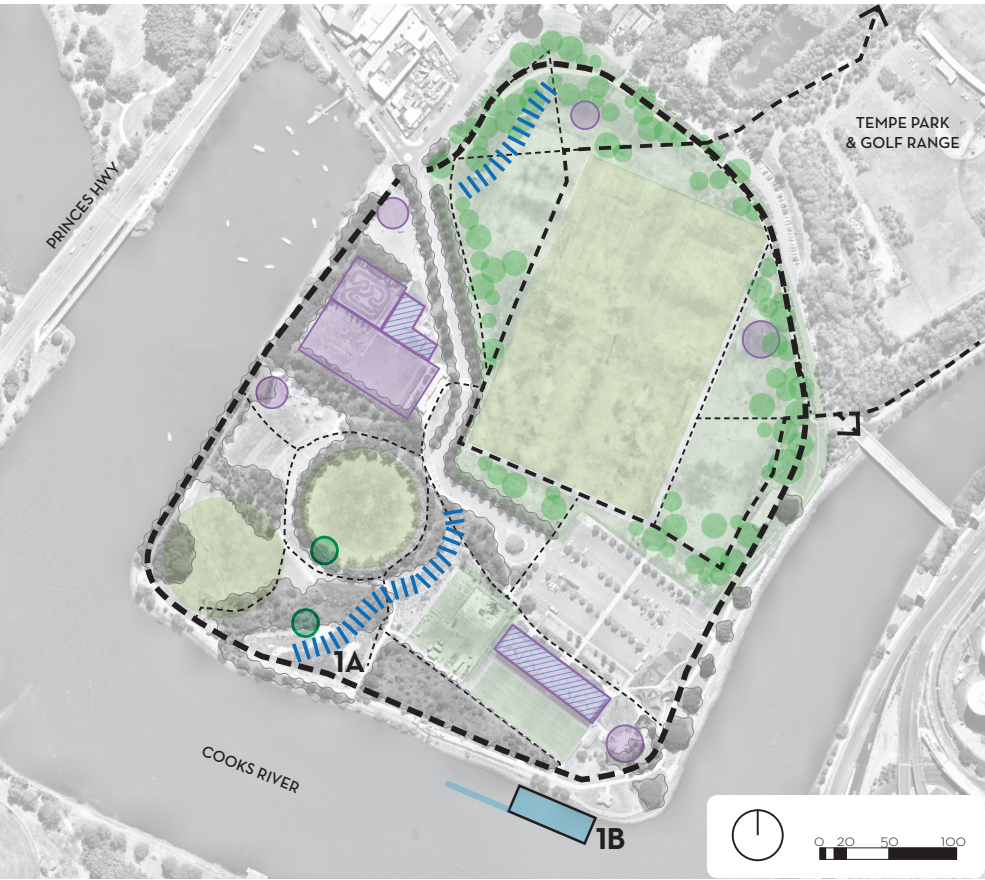 PRINCES HWY
TEMPE PARK
& GOLF RANGE
1A
COOKS RIVER
1B
0 20 50 100